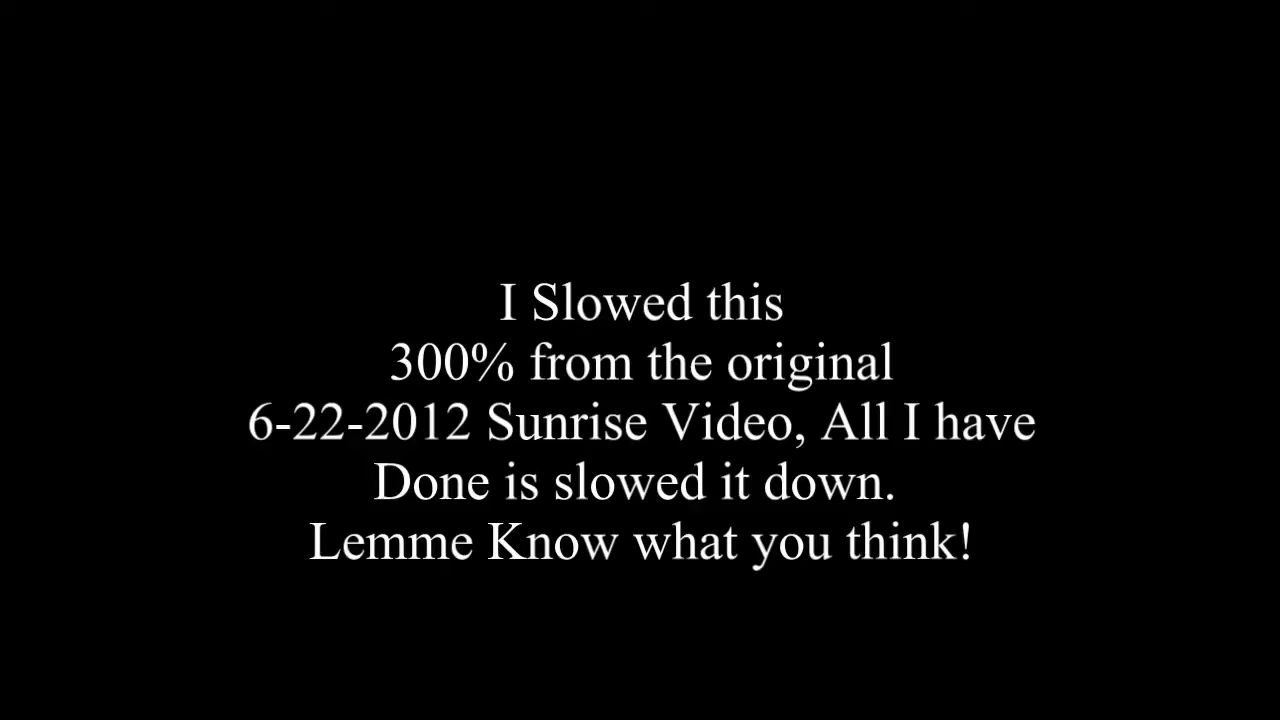 I Slowed this
300% from the original
6-22-2012 Sunrise Video, All I have
Done is slowed it down.
Lemme Know what you think!